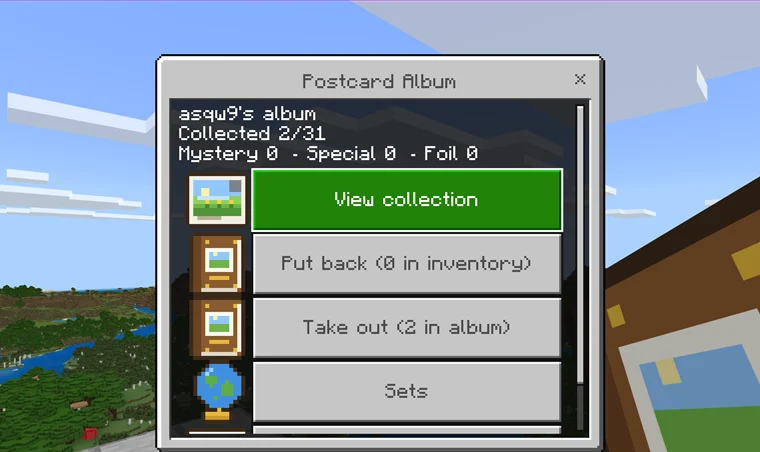 Postcard Album
asqw9's album
Collected 2/31
Mystery 0 - Special 0 - Foil 0
View collection
Put back (0 in inventory)
Take out (2 in album)
Sets